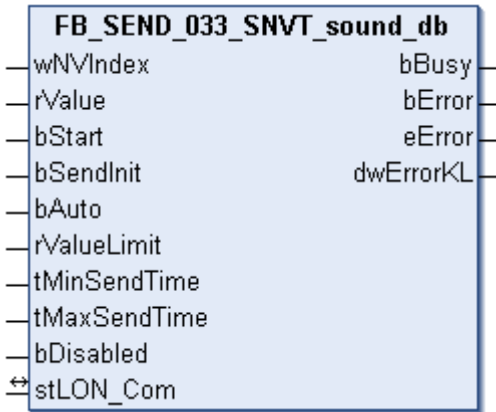 FB_SEND_033_SNVT_sound_db
wNVIndex bBusy
rValue bError
bStart eError
bSendInit dwErrorKL
bAuto
rValueLimit
tMinSendTime
tMaxSendTime
bDisabled
stLON_Com